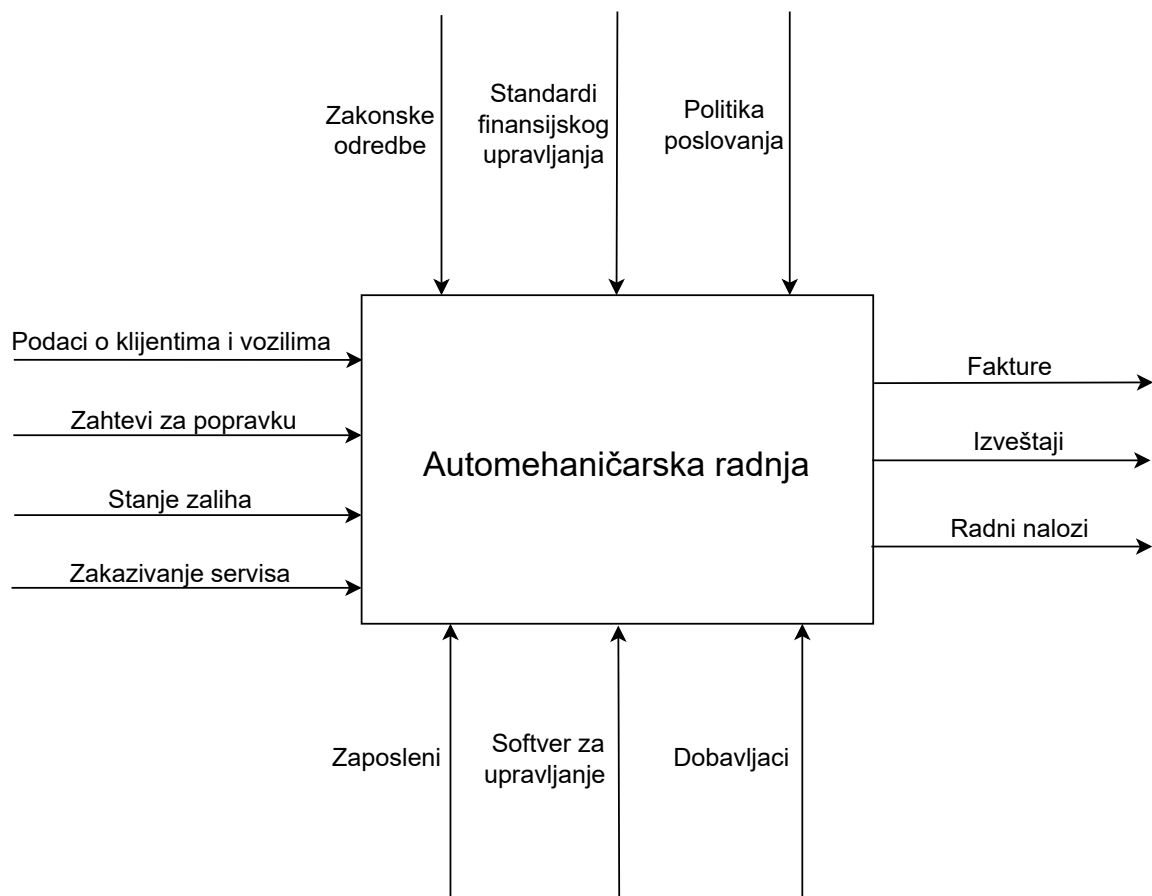 Zakonske
odredbe
Standardi
finansijskog
upravljanja
Politika
poslovanja
Podaci o klijentima i vozilima
Zahtevi za popravku
Stanje zaliha
Zakazivanje servisa
Automehaničarska radnja
Fakture
Izveštaji
Radni nalozi
Zaposleni
Softver za
upravljanje
Dobavljaci